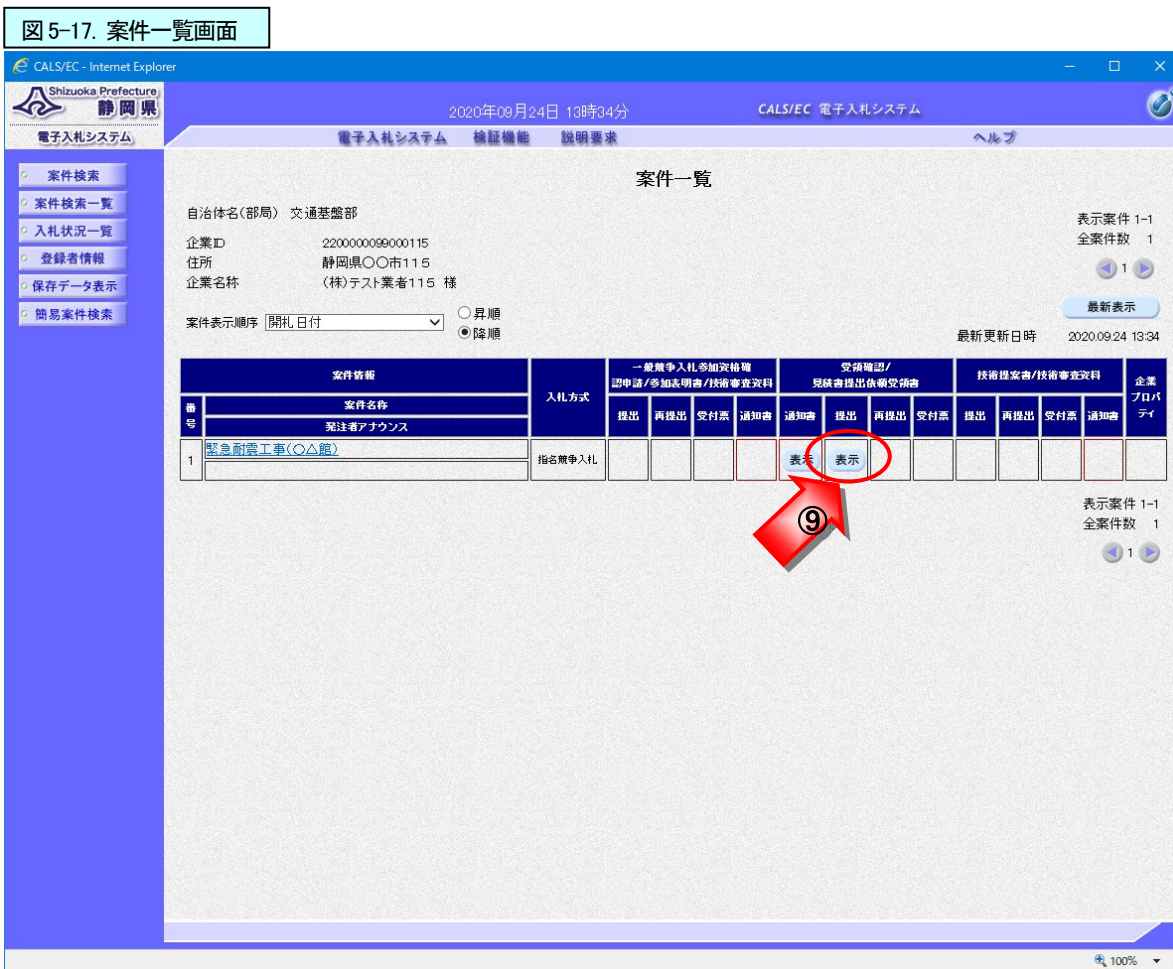 図5-17. 案件一覧画面
CALS/EC - Internet Explorer
Shizuoka Prefecture
静岡県
電子入札システム
2020年09月24日 13時34分
CALS/EC 電子入札システム
電子入札システム 検証機能 説明要求 ヘルプ
案件検索
案件検索一覧
入札状況一覧
登録者情報
保存データ表示
簡易案件検索
案件一覧
自治体名(部局) 交通基盤部
企業ID 2200000099000115
住所 静岡県〇〇市115
企業名称 (株)テスト業者115 様
表示案件 1-1
全案件数 1
1
案件表示順序 開札日付
昇順
降順
最新表示
最新更新日時 2020.09.24 13:34
案件情報
番号
案件名称
発注者アナウンス
入札方式
一般競争入札参加資格確
認申請/参加表明書/技術審査資料
提出 再提出 受付票 通知書
受領確認/
見積書提出依頼受領書
通知書 提出 再提出 受付票
技術提案書/技術審査資料
提出 再提出 受付票 通知書
企業
プロパ
ティ
1 緊急耐震工事(〇△館) 指名競争入札 表示 表示
⑨
表示案件 1-1
全案件数 1
1
100%